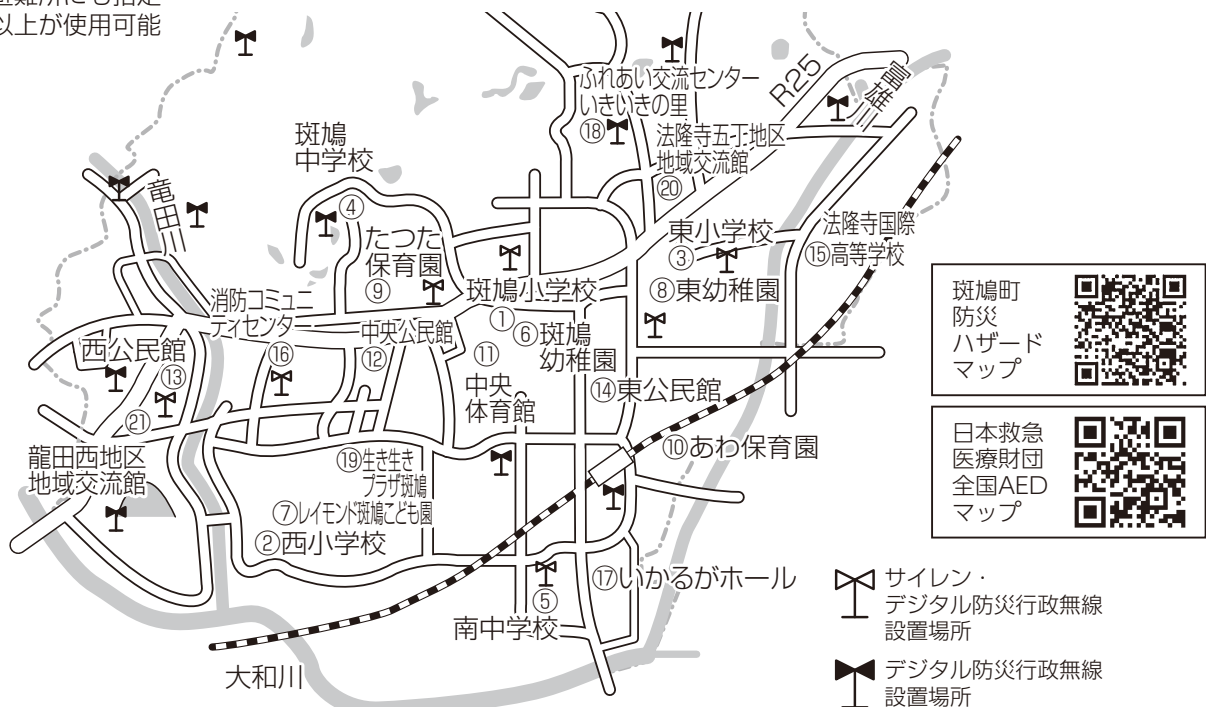 避難所にも指定
以上が使用可能
ふれあい交流センター
いきいきの里
⑱
R25
富雄川
法隆寺五丁地区
地域交流館
⑳
斑鳩
中学校
④
竜田川
たつた
保育園
⑨
東小学校
③
法隆寺国際
⑮高等学校
⑧東幼稚園
消防コミュニ
ティセンター
⑯
中央公民館
⑫
斑鳩小学校
①
⑥斑鳩
幼稚園
⑪
中央
体育館
西公民館
⑬
⑭東公民館
㉑
龍田西地区
地域交流館
⑩あわ保育園
⑲生き生き
プラザ斑鳩
⑦レイモンド斑鳩こども園
②西小学校
⑰いかるがホール
⑤
南中学校
大和川
斑鳩町
防災
ハザード
マップ
日本救急
医療財団
全国AED
マップ
サイレン・
デジタル防災行政無線
設置場所
デジタル防災行政無線
設置場所